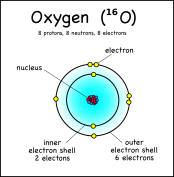 Oxygen (¹⁶O)
8 protons, 8 neutrons, 8 electrons
electron
nucleus
inner
electron shell
2 electons
outer
electron shell
6 electrons